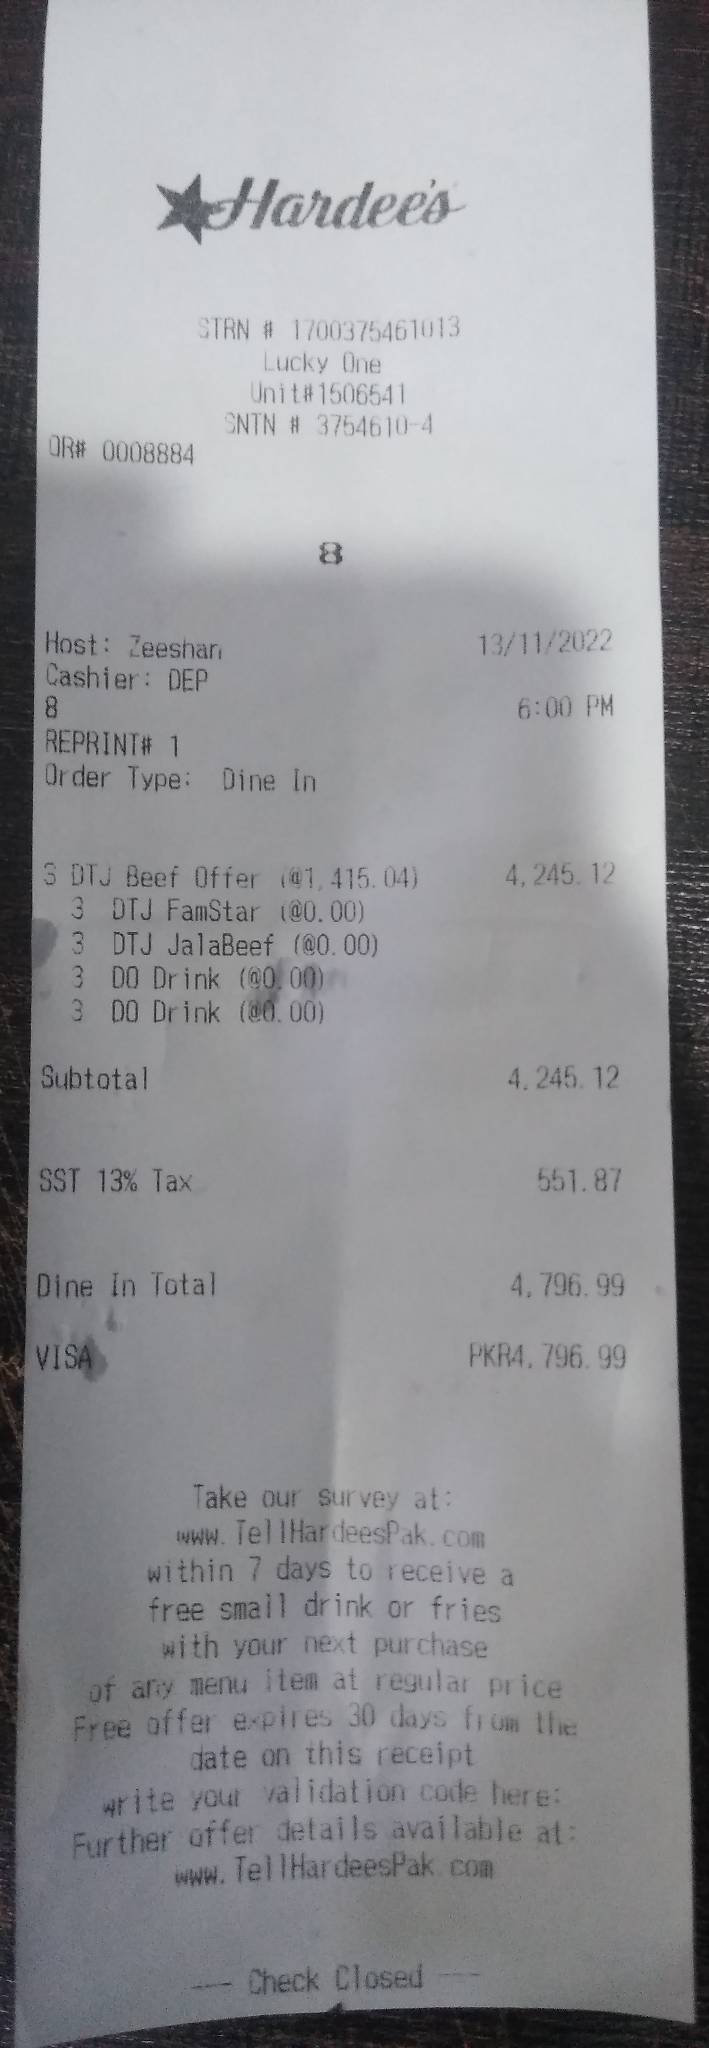 Hardee's
STRN # 1700375461013
Lucky One
Unit#1506541
SNTN # 3754610-4
OR# 0008884
8
Host: Zeeshan 13/11/2022
Cashier: DEP
8 6:00 PM
REPRINT# 1
Order Type: Dine In
3 DTJ Beef Offer (@1,415.04) 4,245.12
3 DTJ FamStar (@0.00)
3 DTJ JalaBeef (@0.00)
3 DO Drink (@0.00)
3 DO Drink (@0.00)
Subtotal 4,245.12
SST 13% Tax 551.87
Dine In Total 4,796.99
VISA PKR4,796.99
Take our survey at:
www.TellHardeesPak.com
within 7 days to receive a
free small drink or fries
with your next purchase
of any menu item at regular price
Free offer expires 30 days from the
date on this receipt
write your validation code here:
Further offer details available at:
www.TellHardeesPak.com
--- Check Closed ---